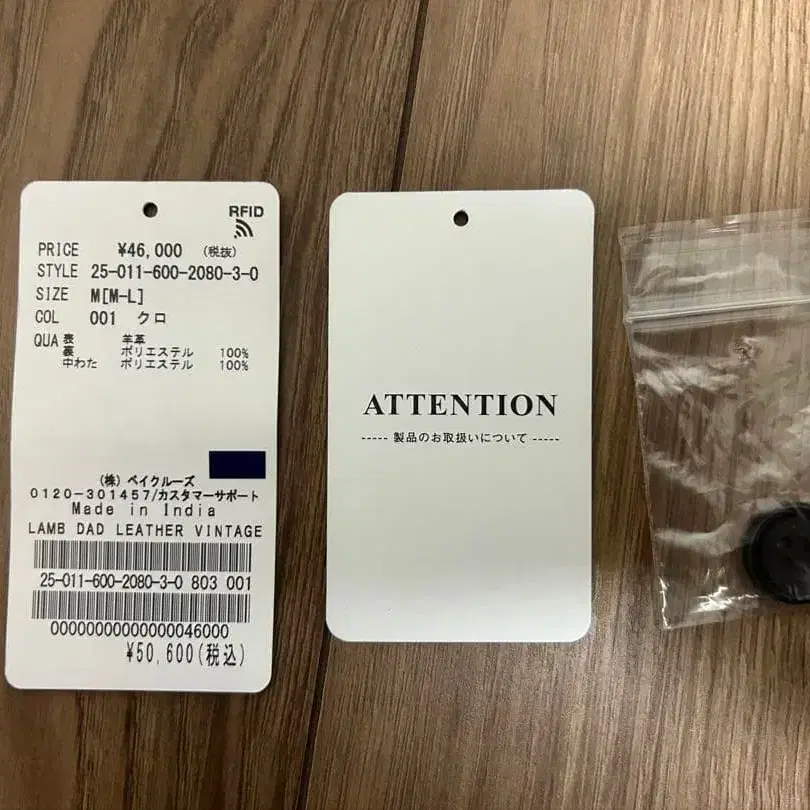 RFID
PRICE ¥46,000 (税抜)
STYLE 25-011-600-2080-3-0
SIZE M[M-L]
COL 001 クロ
QUA 表 羊革
裏 ポリエステル 100%
中わた ポリエステル 100%
(株) ベイクルーズ
0120-301457/カスタマーサポート
Made in India
LAMB DAD LEATHER VINTAGE
25-011-600-2080-3-0 803 001
00000000000000046000
¥50,600(税込)
ATTENTION
----- 製品のお取扱いについて -----